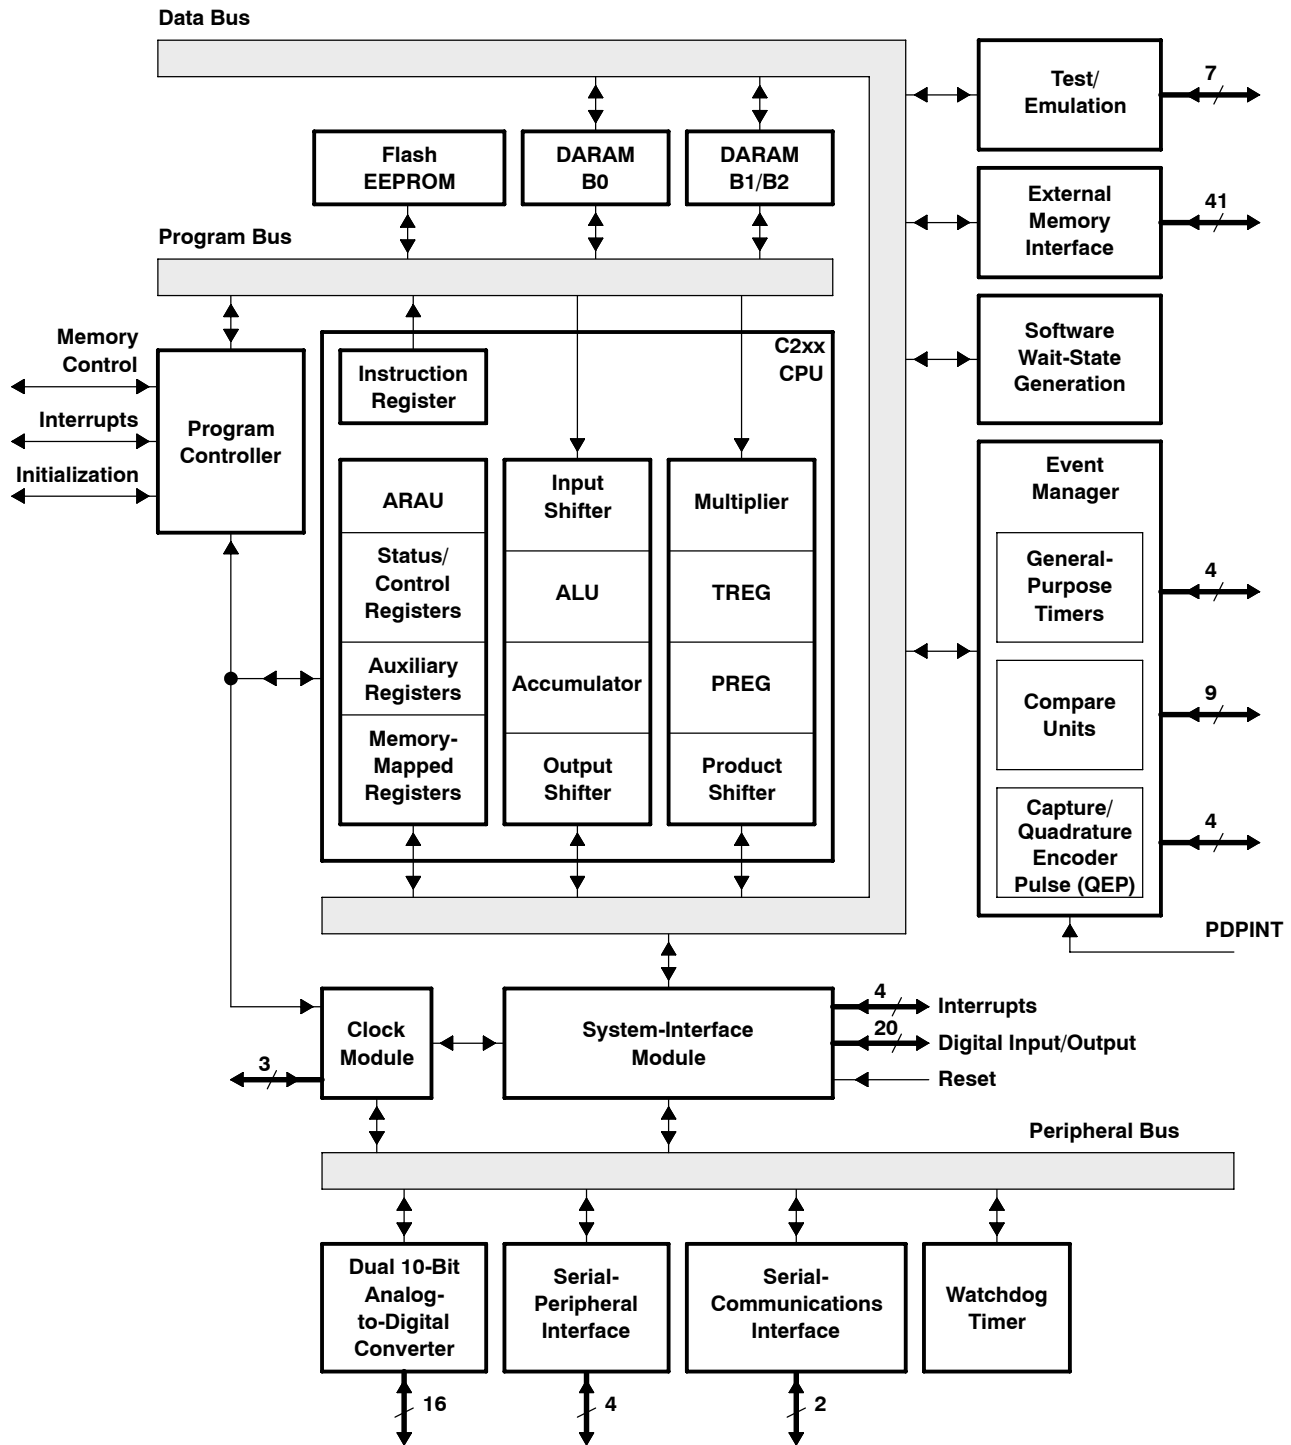 Data Bus
Test/
Emulation
7
Flash
EEPROM
DARAM
B0
DARAM
B1/B2
External
Memory
Interface
41
Program Bus
Software
Wait-State
Generation
Memory
Control
Interrupts
Initialization
Program
Controller
C2xx
CPU
Instruction
Register
ARAU
Status/
Control
Registers
Auxiliary
Registers
Memory-
Mapped
Registers
Input
Shifter
ALU
Accumulator
Output
Shifter
Multiplier
TREG
PREG
Product
Shifter
Event
Manager
General-
Purpose
Timers
4
Compare
Units
9
Capture/
Quadrature
Encoder
Pulse (QEP)
4
PDPINT
Clock
Module
3
System-Interface
Module
4
Interrupts
20
Digital Input/Output
Reset
Peripheral Bus
Dual 10-Bit
Analog-
to-Digital
Converter
16
Serial-
Peripheral
Interface
4
Serial-
Communications
Interface
2
Watchdog
Timer